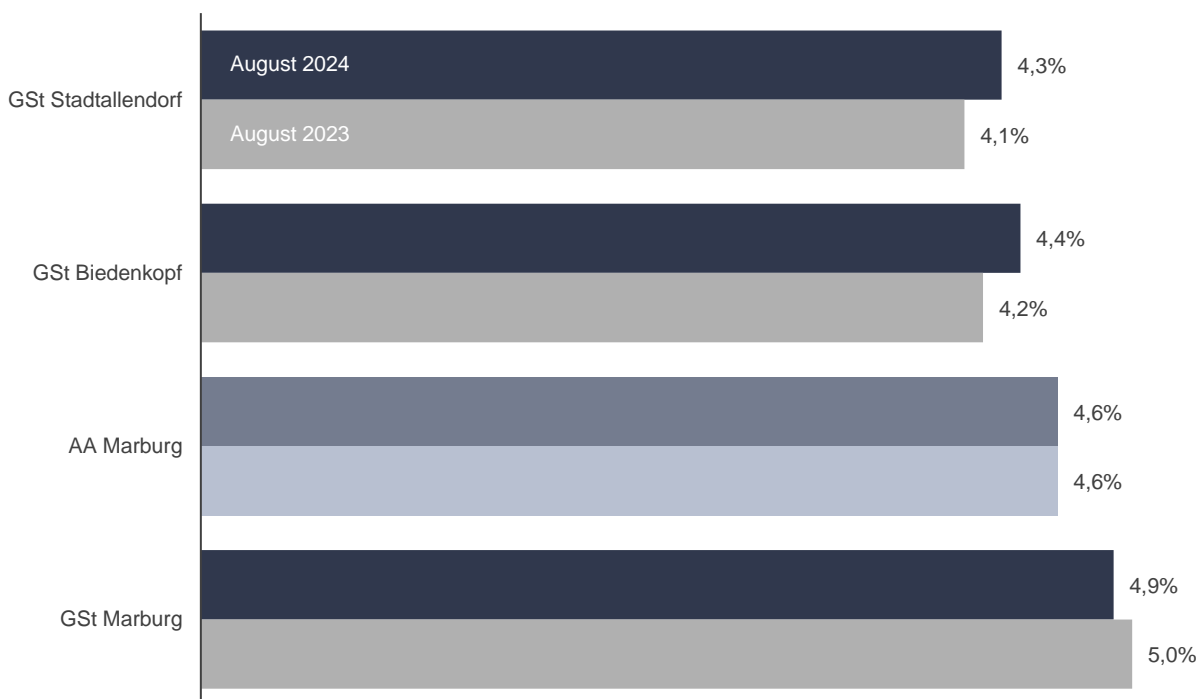 GSt Stadtallendorf
August 2024
4,3%
August 2023
4,1%
GSt Biedenkopf
4,4%
4,2%
AA Marburg
4,6%
4,6%
GSt Marburg
4,9%
5,0%